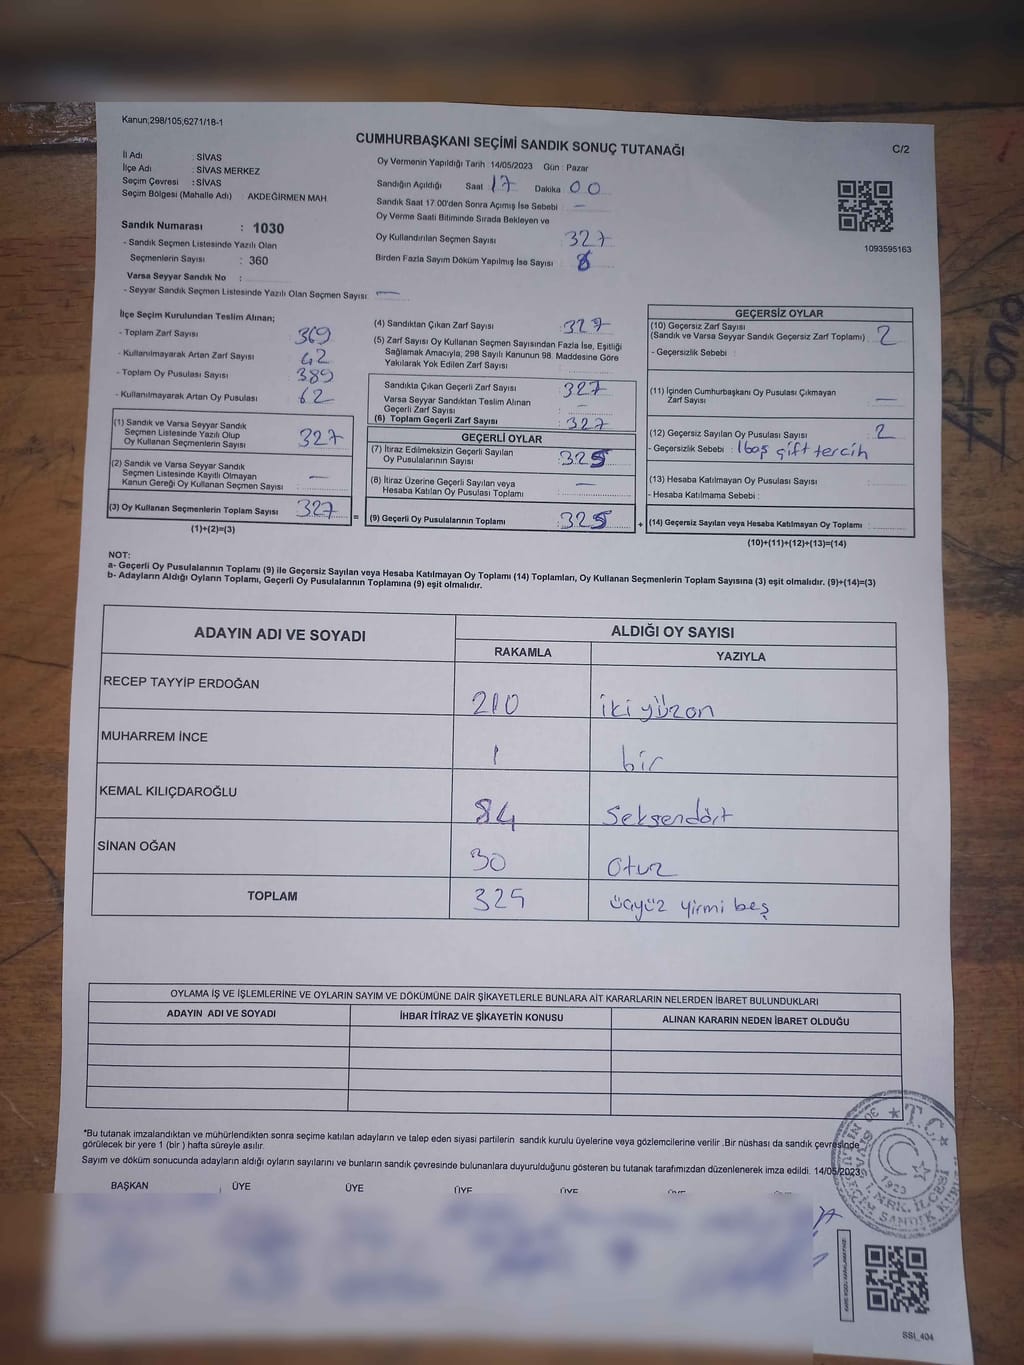 Kanun;298/105;6271/18-1
CUMHURBAŞKANI SEÇİMİ SANDIK SONUÇ TUTANAĞI
C/2
İl Adı : SİVAS
İlçe Adı : SİVAS MERKEZ
Seçim Çevresi : SİVAS
Seçim Bölgesi (Mahalle Adı) : AKDEĞİRMEN MAH
Sandık Numarası : 1030
- Sandık Seçmen Listesinde Yazılı Olan
Seçmenlerin Sayısı : 360
Varsa Seyyar Sandık No :
- Seyyar Sandık Seçmen Listesinde Yazılı Olan Seçmen Sayısı: —
Oy Vermenin Yapıldığı Tarih :14/05/2023 Gün : Pazar
Sandığın Açıldığı Saat 17 Dakika 00
Sandık Saat 17.00'den Sonra Açımış İse Sebebi —
Oy Verme Saati Bitiminde Sırada Bekleyen ve
Oy Kullandırılan Seçmen Sayısı 327
Birden Fazla Sayım Döküm Yapılmış İse Sayısı
1093595163
İlçe Seçim Kurulundan Teslim Alınan;
- Toplam Zarf Sayısı 369
- Kullanılmayarak Artan Zarf Sayısı 42
- Toplam Oy Pusulası Sayısı 389
- Kullanılmayarak Artan Oy Pusulası 62
(1) Sandık ve Varsa Seyyar Sandık
Seçmen Listesinde Yazılı Olup
Oy Kullanan Seçmenlerin Sayısı 327
(2) Sandık ve Varsa Seyyar Sandık
Seçmen Listesinde Kayıtlı Olmayan
Kanun Gereği Oy Kullanan Seçmen Sayısı —
(3) Oy Kullanan Seçmenlerin Toplam Sayısı 327
(1)+(2)=(3)
(4) Sandıktan Çıkan Zarf Sayısı : 327
(5) Zarf Sayısı Oy Kullanan Seçmen Sayısından Fazla İse, Eşitliği
Sağlamak Amacıyla, 298 Sayılı Kanunun 98. Maddesine Göre
Yakılarak Yok Edilen Zarf Sayısı :
Sandıkta Çıkan Geçerli Zarf Sayısı : 327
Varsa Seyyar Sandıktan Teslim Alınan
Geçerli Zarf Sayısı : —
(6) Toplam Geçerli Zarf Sayısı : 327
GEÇERLİ OYLAR
(7) İtiraz Edilmeksizin Geçerli Sayılan
Oy Pusulalarının Sayısı : 325
(8) İtiraz Üzerine Geçerli Sayılan veya
Hesaba Katılan Oy Pusulası Toplamı : —
= (9) Geçerli Oy Pusulalarının Toplamı : 325 +
GEÇERSİZ OYLAR
(10) Geçersiz Zarf Sayısı
(Sandık ve Varsa Seyyar Sandık Geçersiz Zarf Toplamı) : 2
- Geçersizlik Sebebi :
(11) İçinden Cumhurbaşkanı Oy Pusulası Çıkmayan
Zarf Sayısı : —
(12) Geçersiz Sayılan Oy Pusulası Sayısı : 2
- Geçersizlik Sebebi : 1boş çift tercih
(13) Hesaba Katılmayan Oy Pusulası Sayısı :
- Hesaba Katılmama Sebebi :
(14) Geçersiz Sayılan veya Hesaba Katılmayan Oy Toplamı :
(10)+(11)+(12)+(13)=(14)
NOT:
a- Geçerli Oy Pusulalarının Toplamı (9) ile Geçersiz Sayılan veya Hesaba Katılmayan Oy Toplamı (14) Toplamları, Oy Kullanan Seçmenlerin Toplam Sayısına (3) eşit olmalıdır. (9)+(14)=(3)
b- Adayların Aldığı Oyların Toplamı, Geçerli Oy Pusulalarının Toplamına (9) eşit olmalıdır.
ADAYIN ADI VE SOYADI ALDIĞI OY SAYISI
RAKAMLA YAZIYLA
RECEP TAYYİP ERDOĞAN 210 iki yüzon
MUHARREM İNCE 1 bir
KEMAL KILIÇDAROĞLU 84 Seksendört
SİNAN OĞAN 30 Otuz
TOPLAM 325 üçyüz yirmi beş
OYLAMA İŞ VE İŞLEMLERİNE VE OYLARIN SAYIM VE DÖKÜMÜNE DAİR ŞİKAYETLERLE BUNLARA AİT KARARLARIN NELERDEN İBARET BULUNDUKLARI
ADAYIN ADI VE SOYADI İHBAR İTİRAZ VE ŞİKAYETİN KONUSU ALINAN KARARIN NEDEN İBARET OLDUĞU
*Bu tutanak imzalandıktan ve mühürlendikten sonra seçime katılan adayların ve talep eden siyasi partilerin sandık kurulu üyelerine veya gözlemcilerine verilir .Bir nüshası da sandık çevresinde
görülecek bir yere 1 (bir ) hafta süreyle asılır.
Sayım ve döküm sonucunda adayların aldığı oyların sayılarını ve bunların sandık çevresinde bulunanlara duyurulduğunu gösteren bu tutanak tarafımızdan düzenlenerek imza edildi. 14/05/2023
BAŞKAN ÜYE ÜYE ÜYE ÜYE
T.C.
1923
SSI_404